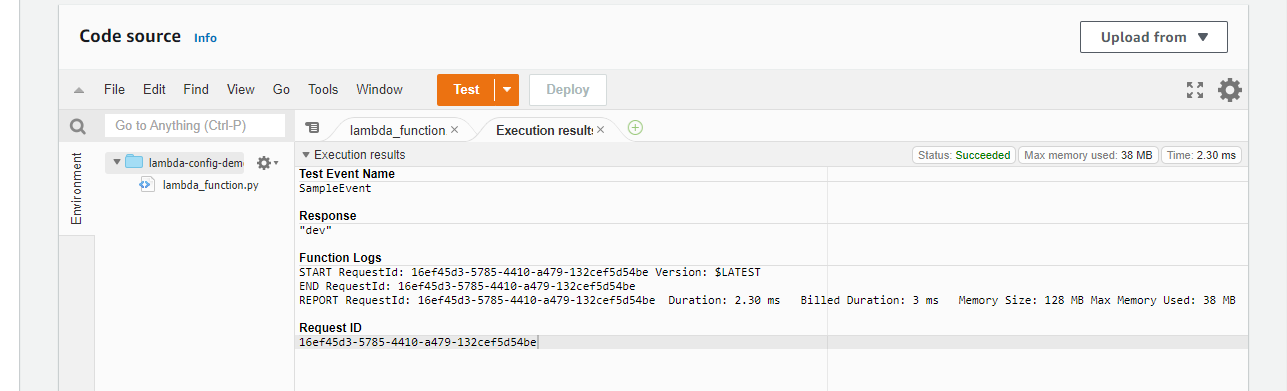 Code source Info
Upload from
File Edit Find View Go Tools Window Test Deploy
Go to Anything (Ctrl-P)
lambda_function Execution results
Environment
lambda-config-dem
lambda_function.py
Execution results Status: Succeeded Max memory used: 38 MB Time: 2.30 ms
Test Event Name
SampleEvent
Response
"dev"
Function Logs
START RequestId: 16ef45d3-5785-4410-a479-132cef5d54be Version: $LATEST
END RequestId: 16ef45d3-5785-4410-a479-132cef5d54be
REPORT RequestId: 16ef45d3-5785-4410-a479-132cef5d54be Duration: 2.30 ms Billed Duration: 3 ms Memory Size: 128 MB Max Memory Used: 38 MB
Request ID
16ef45d3-5785-4410-a479-132cef5d54be